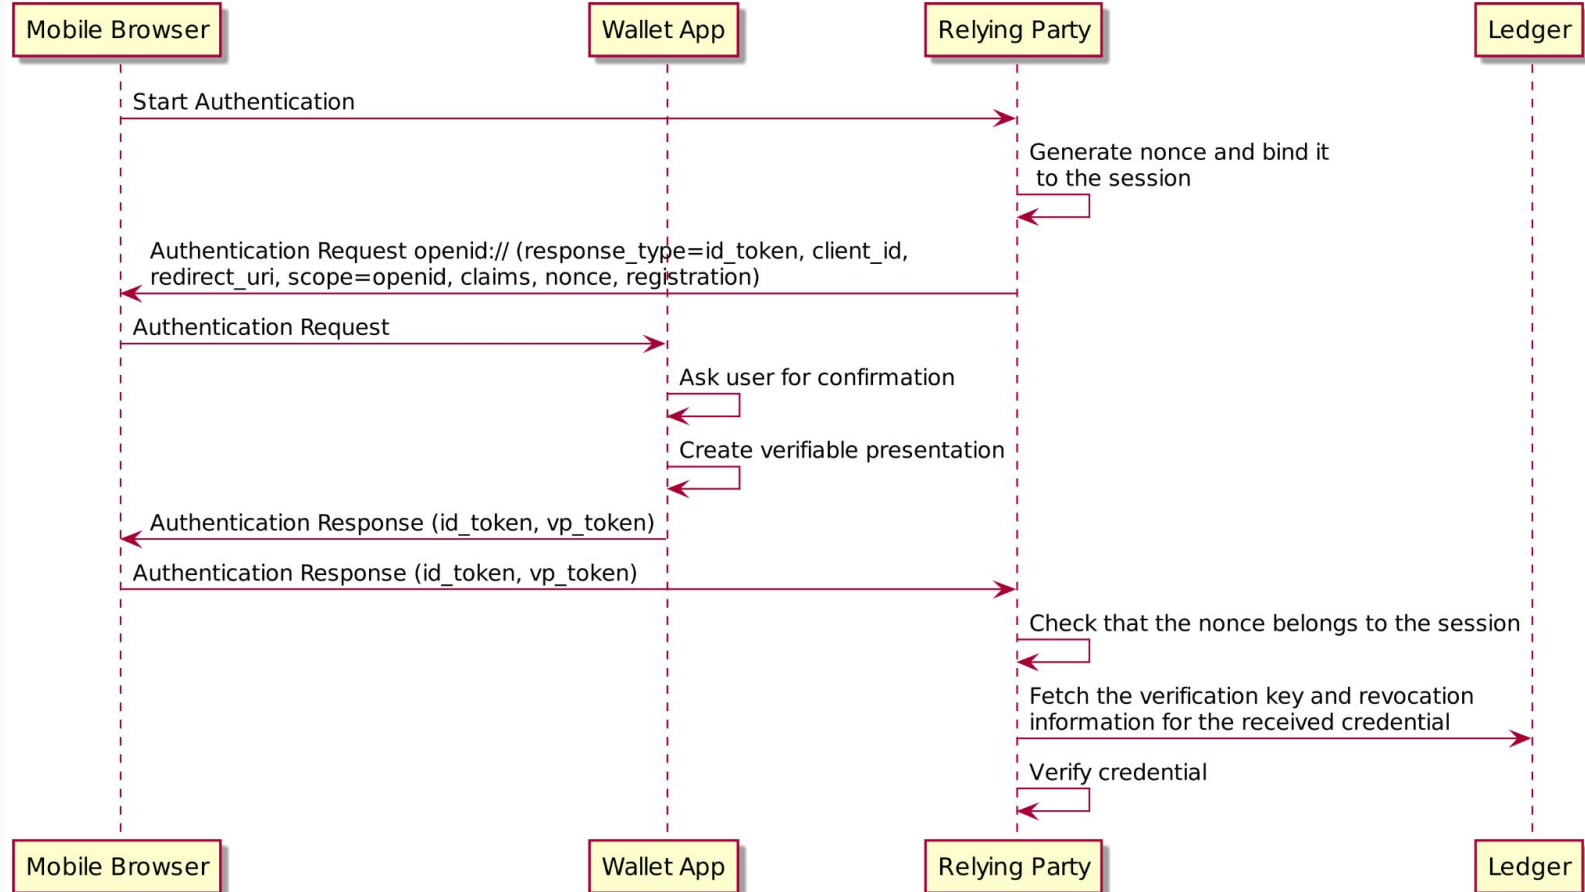 Mobile Browser
Wallet App
Relying Party
Ledger
Start Authentication
Generate nonce and bind it
to the session
Authentication Request openid:// (response_type=id_token, client_id,
redirect_uri, scope=openid, claims, nonce, registration)
Authentication Request
Ask user for confirmation
Create verifiable presentation
Authentication Response (id_token, vp_token)
Authentication Response (id_token, vp_token)
Check that the nonce belongs to the session
Fetch the verification key and revocation
information for the received credential
Verify credential
Mobile Browser
Wallet App
Relying Party
Ledger